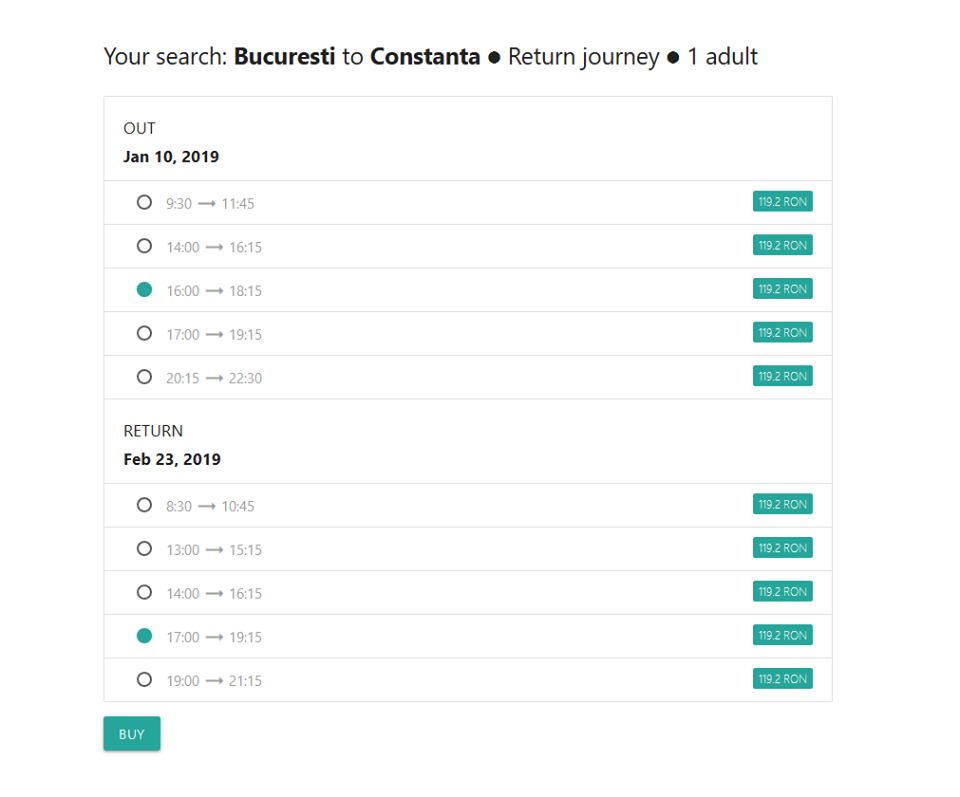 Your search: Bucuresti to Constanta ● Return journey ● 1 adult
OUT
Jan 10, 2019
9:30 ⟶ 11:45 119.2 RON
14:00 ⟶ 16:15 119.2 RON
16:00 ⟶ 18:15 119.2 RON
17:00 ⟶ 19:15 119.2 RON
20:15 ⟶ 22:30 119.2 RON
RETURN
Feb 23, 2019
8:30 ⟶ 10:45 119.2 RON
13:00 ⟶ 15:15 119.2 RON
14:00 ⟶ 16:15 119.2 RON
17:00 ⟶ 19:15 119.2 RON
19:00 ⟶ 21:15 119.2 RON
BUY